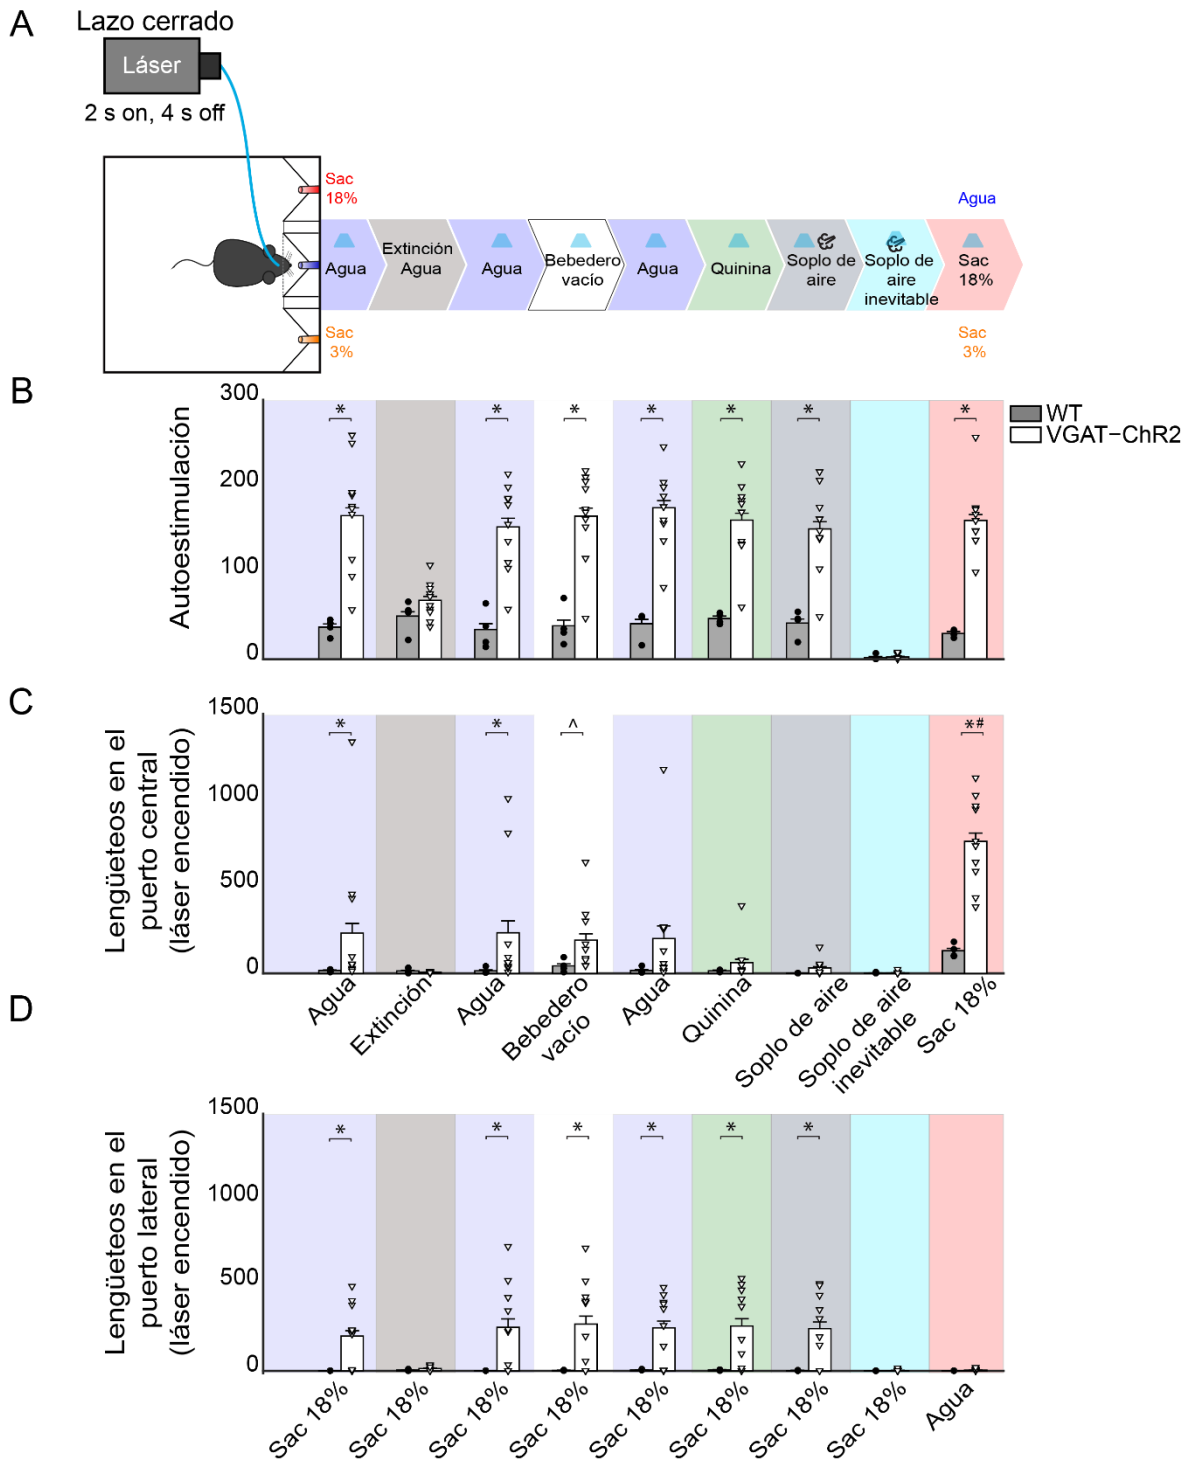 A
Lazo cerrado
Láser
2 s on, 4 s off
Sac
18%
Agua
Agua
Extinción
Agua
Agua
Bebedero
vacío
Agua
Quinina
Soplo de
aire
Soplo de
aire
inevitable
Sac
18%
Sac
3%
Sac
3%
B
Autoestimulación
300
200
100
0
* * * * * * *
WT
VGAT−ChR2
C
Lengüeteos en el
puerto central
(láser encendido)
1500
1000
500
0
* * ^ *#
Agua
Extinción
Agua
Bebedero
vacío
Agua
Quinina
Soplo de aire
Soplo de aire
inevitable
Sac 18%
D
Lengüeteos en el
puerto lateral
(láser encendido)
1500
1000
500
0
* * * * * *
Sac 18%
Sac 18%
Sac 18%
Sac 18%
Sac 18%
Sac 18%
Sac 18%
Sac 18%
Agua